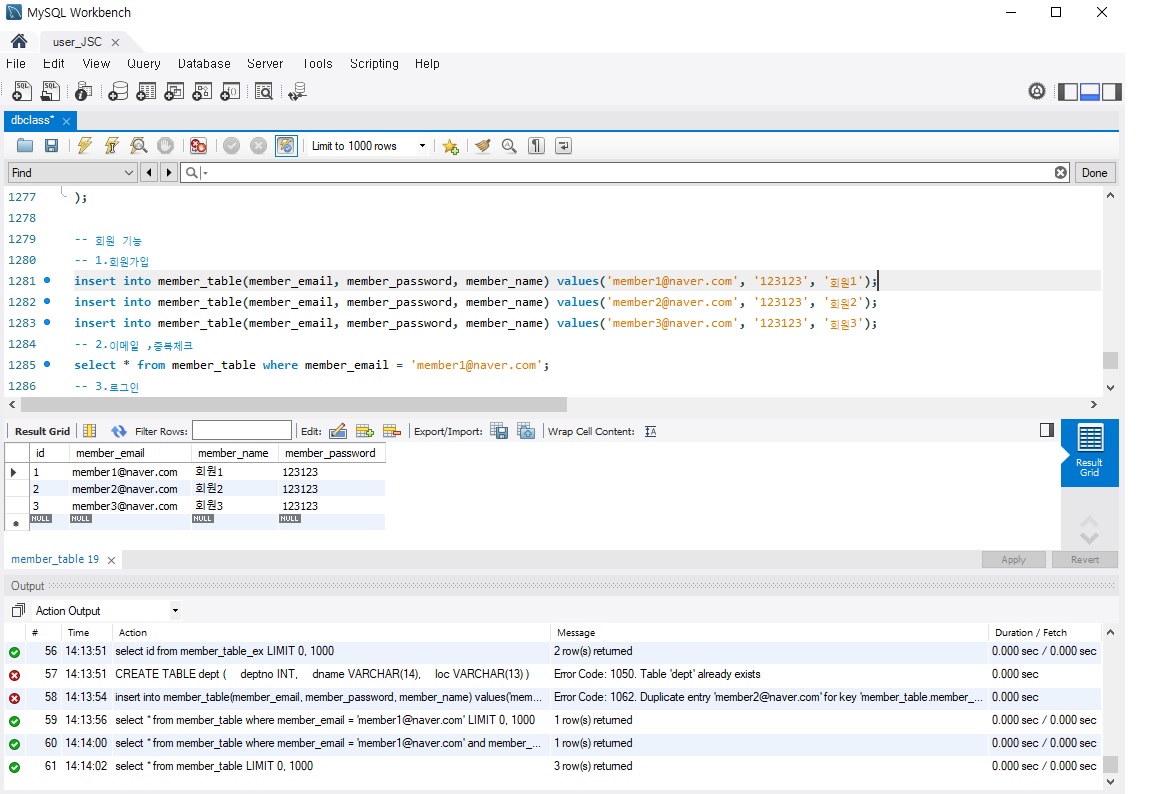 MySQL Workbench
user_JSC
File Edit View Query Database Server Tools Scripting Help
dbclass*
Limit to 1000 rows
Find Done
1277 );
1278
1279 -- 회원 기능
1280 -- 1.회원가입
1281 insert into member_table(member_email, member_password, member_name) values('member1@naver.com', '123123', '회원1');
1282 insert into member_table(member_email, member_password, member_name) values('member2@naver.com', '123123', '회원2');
1283 insert into member_table(member_email, member_password, member_name) values('member3@naver.com', '123123', '회원3');
1284 -- 2.이메일 ,중복체크
1285 select * from member_table where member_email = 'member1@naver.com';
1286 -- 3.로그인
Result Grid Filter Rows: Edit: Export/Import: Wrap Cell Content:
Result
Grid
id member_email member_name member_password
1 member1@naver.com 회원1 123123
2 member2@naver.com 회원2 123123
3 member3@naver.com 회원3 123123
NULL NULL NULL NULL
member_table 19 Apply Revert
Output
Action Output
# Time Action Message Duration / Fetch
56 14:13:51 select id from member_table_ex LIMIT 0, 1000 2 row(s) returned 0.000 sec / 0.000 sec
57 14:13:51 CREATE TABLE dept ( deptno INT, dname VARCHAR(14), loc VARCHAR(13) ) Error Code: 1050. Table 'dept' already exists 0.000 sec
58 14:13:54 insert into member_table(member_email, member_password, member_name) values('mem... Error Code: 1062. Duplicate entry 'member2@naver.com' for key 'member_table.member_... 0.000 sec
59 14:13:56 select * from member_table where member_email = 'member1@naver.com' LIMIT 0, 1000 1 row(s) returned 0.000 sec / 0.000 sec
60 14:14:00 select * from member_table where member_email = 'member1@naver.com' and member_... 1 row(s) returned 0.000 sec / 0.000 sec
61 14:14:02 select * from member_table LIMIT 0, 1000 3 row(s) returned 0.000 sec / 0.000 sec